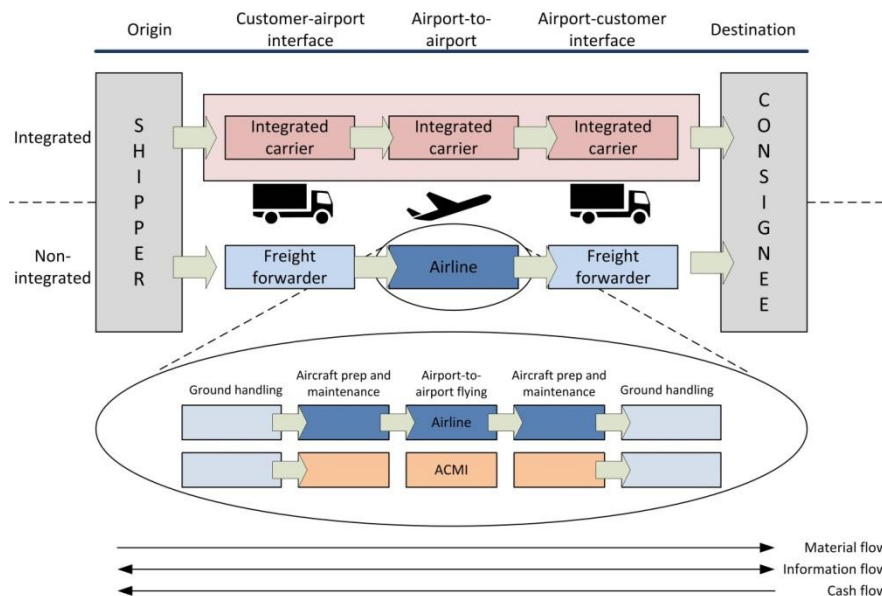 Origin
Customer-airport
interface
Airport-to-
airport
Airport-customer
interface
Destination
Integrated
SHIPPER
Integrated
carrier
Integrated
carrier
Integrated
carrier
CONSIGNEE
Non-
integrated
Freight
forwarder
Airline
Freight
forwarder
Ground handling
Aircraft prep and
maintenance
Airport-to-
airport flying
Aircraft prep and
maintenance
Ground handling
Airline
ACMI
Material flow
Information flow
Cash flow